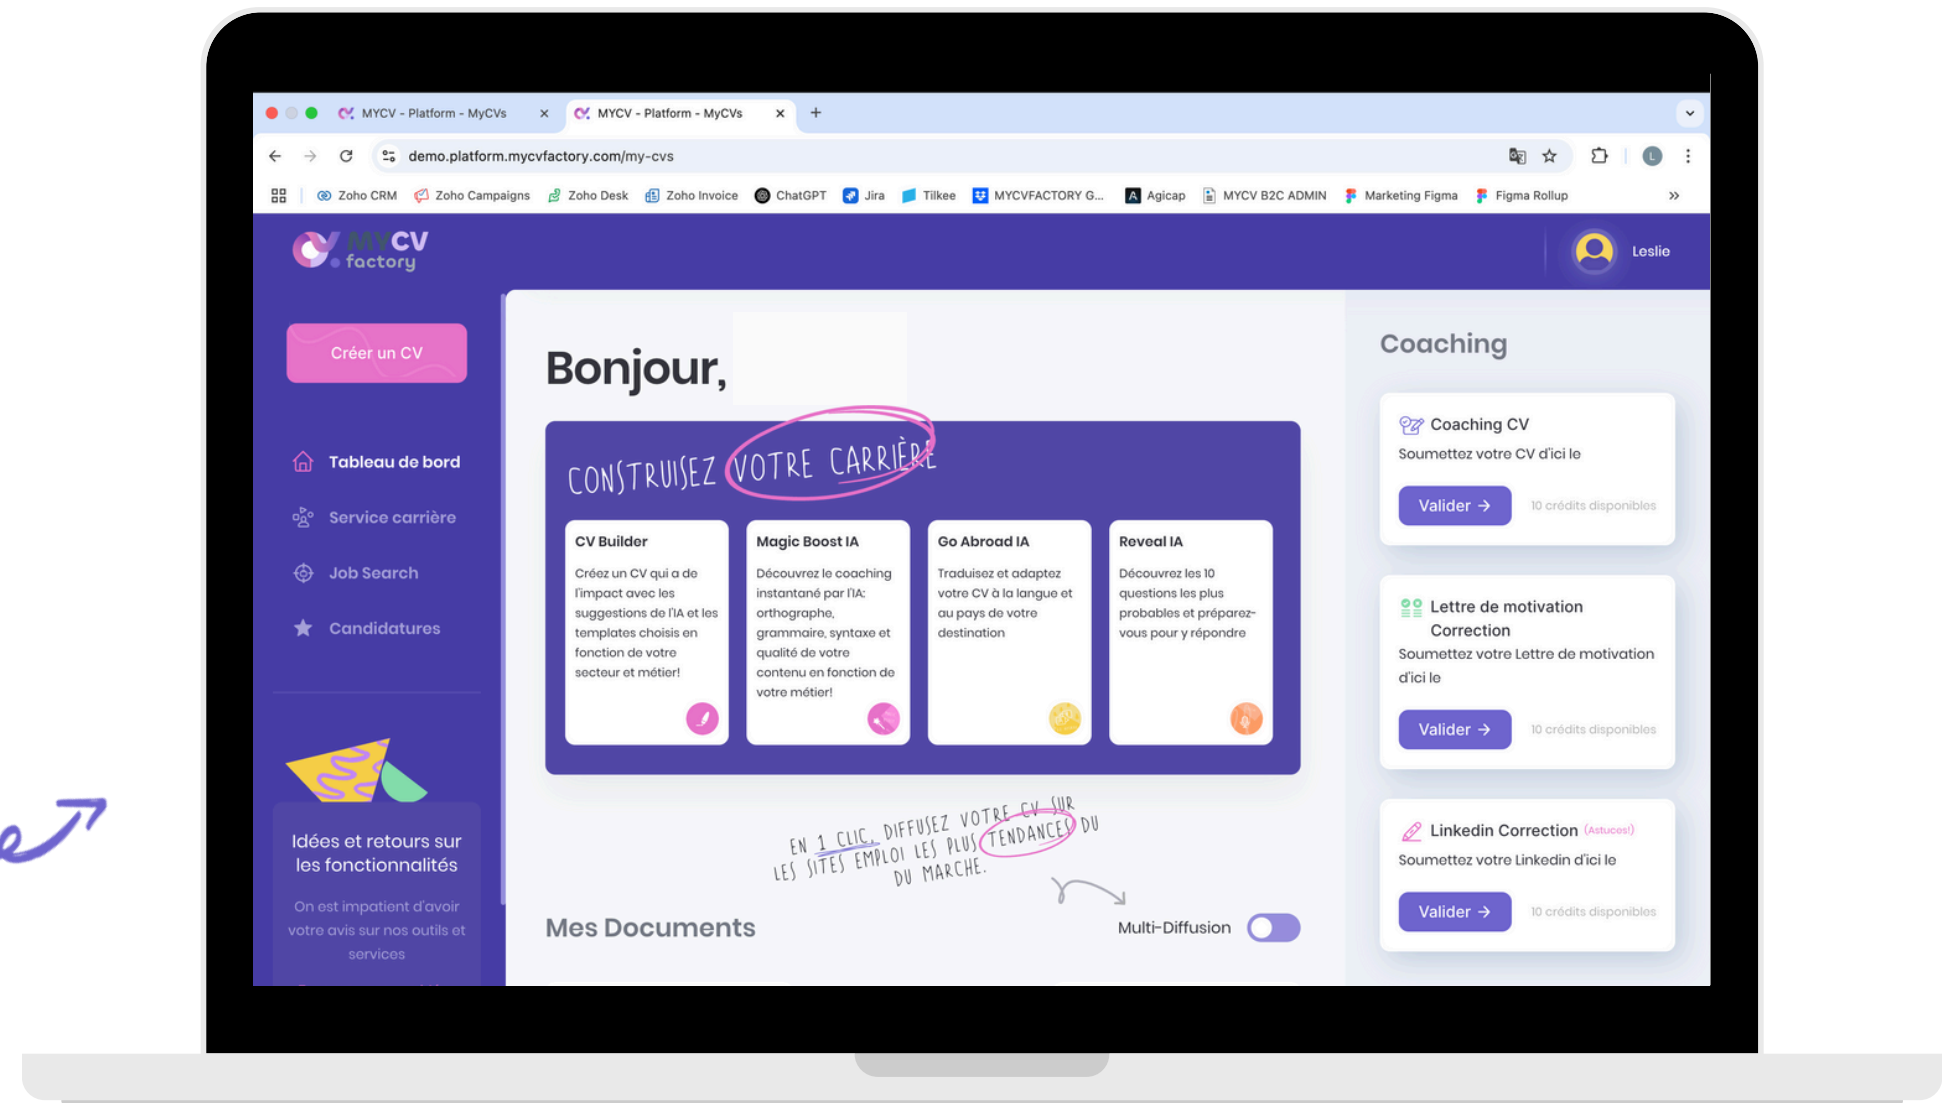 MYCV - Platform - MyCVs
MYCV - Platform - MyCVs
demo.platform.mycvfactory.com/my-cvs
L
Zoho CRM
Zoho Campaigns
Zoho Desk
Zoho Invoice
ChatGPT
Jira
Tilkee
MYCVFACTORY G...
A Agicap
MYCV B2C ADMIN
Marketing Figma
Figma Rollup
MYCV
factory
Leslie
Créer un CV
Tableau de bord
Service carrière
Job Search
Candidatures
Idées et retours sur
les fonctionnalités
On est impatient d'avoir
votre avis sur nos outils et
services
Bonjour,
CONSTRUISEZ VOTRE CARRIÈRE
CV Builder
Créez un CV qui a de
l'impact avec les
suggestions de l'IA et les
templates choisis en
fonction de votre
secteur et métier!
Magic Boost IA
Découvrez le coaching
instantané par l'IA:
orthographe,
grammaire, syntaxe et
qualité de votre
contenu en fonction de
votre métier!
Go Abroad IA
Traduisez et adaptez
votre CV à la langue et
au pays de votre
destination
Reveal IA
Découvrez les 10
questions les plus
probables et préparez-
vous pour y répondre
EN 1 CLIC, DIFFUSEZ VOTRE CV SUR
LES SITES EMPLOI LES PLUS TENDANCES DU
DU MARCHE.
Mes Documents
Multi-Diffusion
Coaching
Coaching CV
Soumettez votre CV d'ici le
Valider →
10 crédits disponibles
Lettre de motivation
Correction
Soumettez votre Lettre de motivation
d'ici le
Valider →
10 crédits disponibles
Linkedin Correction (Astuces!)
Soumettez votre Linkedin d'ici le
Valider →
10 crédits disponibles